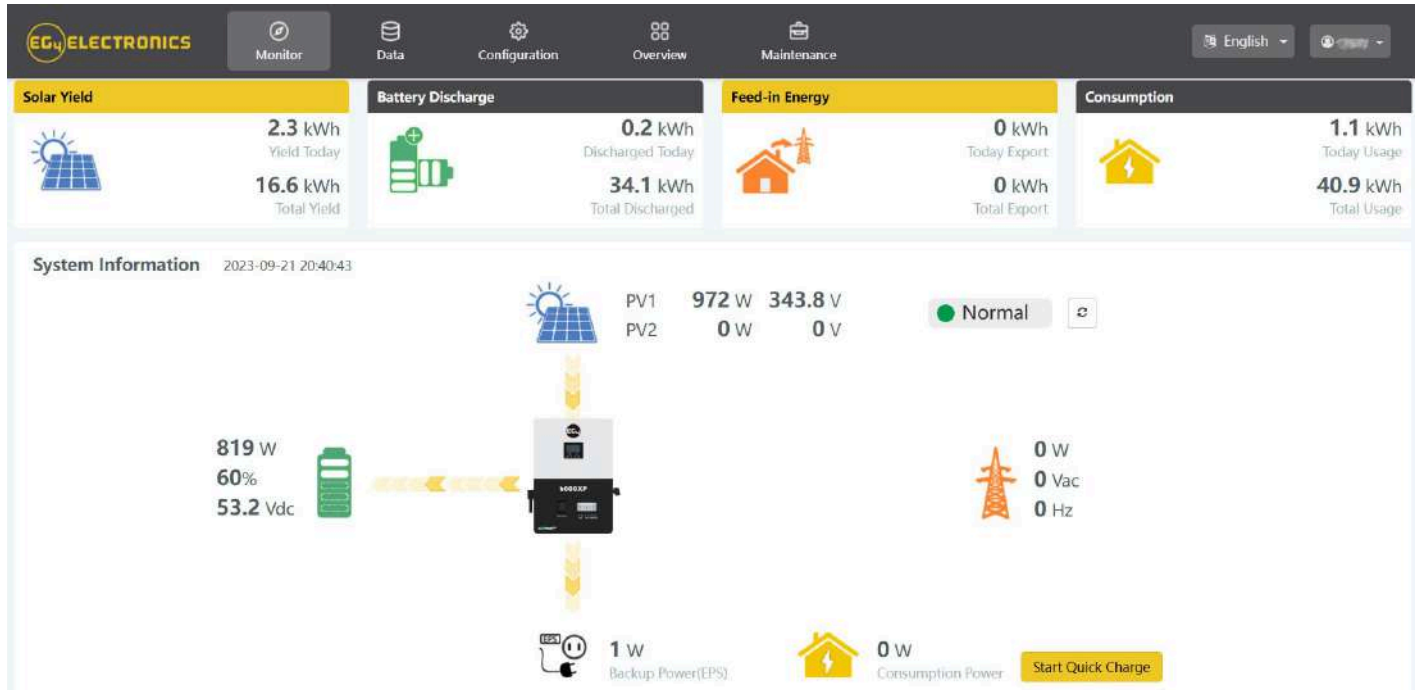 EG4 ELECTRONICS
Monitor
Data
Configuration
Overview
Maintenance
English
Solar Yield
2.3 kWh
Yield Today
16.6 kWh
Total Yield
Battery Discharge
0.2 kWh
Discharged Today
34.1 kWh
Total Discharged
Feed-in Energy
0 kWh
Today Export
0 kWh
Total Export
Consumption
1.1 kWh
Today Usage
40.9 kWh
Total Usage
System Information 2023-09-21 20:40:43
PV1 972 W 343.8 V
PV2 0 W 0 V
Normal
819 W
60%
53.2 Vdc
EG4
6000XP
0 W
0 Vac
0 Hz
EPS
1 W
Backup Power(EPS)
0 W
Consumption Power
Start Quick Charge